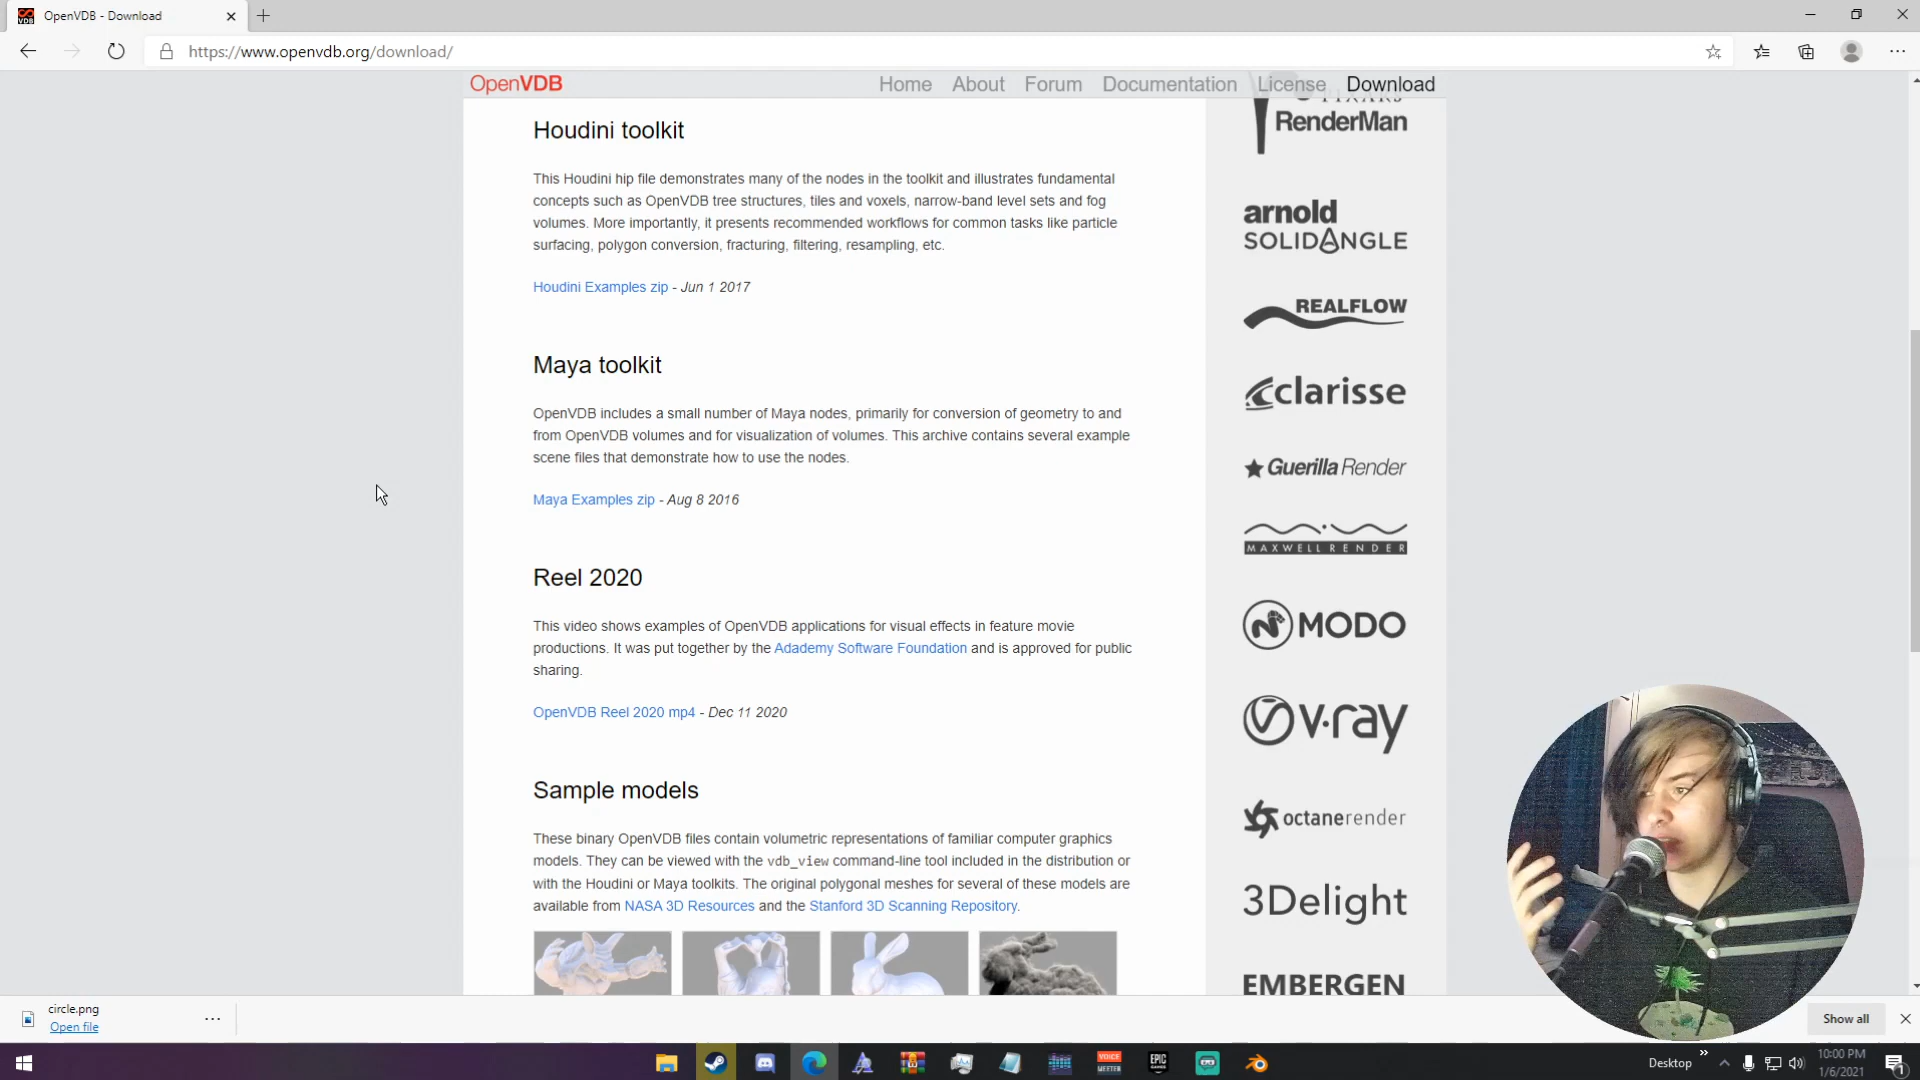 OpenVDB - Download
https://www.openvdb.org/download/
OpenVDB
Home About Forum Documentation License Download
Houdini toolkit
This Houdini hip file demonstrates many of the nodes in the toolkit and illustrates fundamental
concepts such as OpenVDB tree structures, tiles and voxels, narrow-band level sets and fog
volumes. More importantly, it presents recommended workflows for common tasks like particle
surfacing, polygon conversion, fracturing, filtering, resampling, etc.
Houdini Examples zip - Jun 1 2017
Maya toolkit
OpenVDB includes a small number of Maya nodes, primarily for conversion of geometry to and
from OpenVDB volumes and for visualization of volumes. This archive contains several example
scene files that demonstrate how to use the nodes.
Maya Examples zip - Aug 8 2016
Reel 2020
This video shows examples of OpenVDB applications for visual effects in feature movie
productions. It was put together by the Adademy Software Foundation and is approved for public
sharing.
OpenVDB Reel 2020 mp4 - Dec 11 2020
Sample models
These binary OpenVDB files contain volumetric representations of familiar computer graphics
models. They can be viewed with the vdb_view command-line tool included in the distribution or
with the Houdini or Maya toolkits. The original polygonal meshes for several of these models are
available from NASA 3D Resources and the Stanford 3D Scanning Repository.
RenderMan
arnold
SOLIDANGLE
REALFLOW
clarisse
Guerilla Render
MAXWELL RENDER
MODO
v-ray
octanerender
3Delight
EMBERGEN
circle.png
Open file
Show all
VOICE
MEETER
EPIC
GAMES
Desktop
10:00 PM
1/6/2021
1